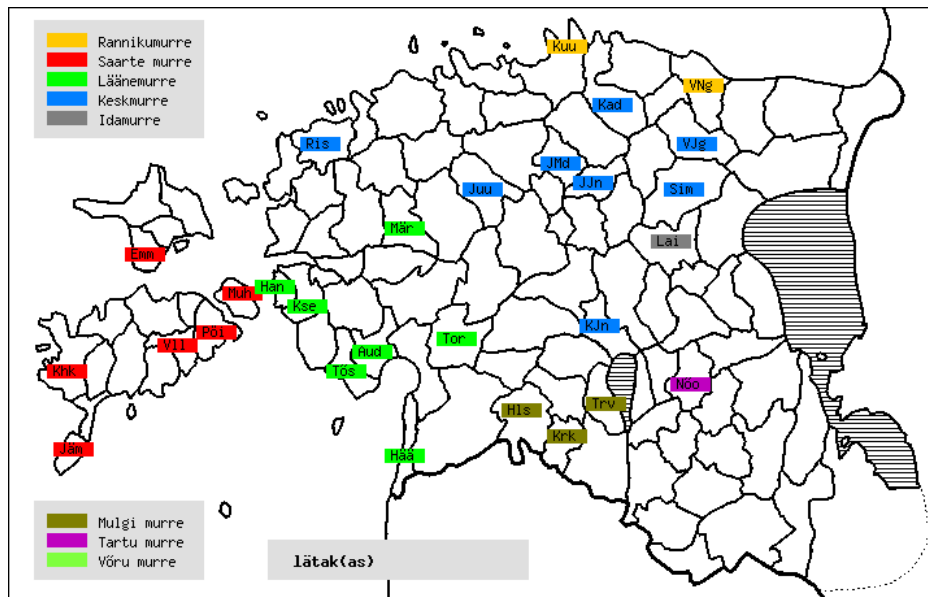 Rannikumurre
Saarte murre
Läänemurre
Keskmurre
Idamurre
Kuu
VNg
Kad
Ris
VJg
JMd
JJn
Juu
Sim
Mär
Lai
Emm
Muh
Han
Kse
KJn
Pöi
Vll
Tor
Aud
Khk
Tõs
Nõo
Hls
Trv
Krk
Jäm
Hää
Mulgi murre
Tartu murre
Võru murre
lätak(as)